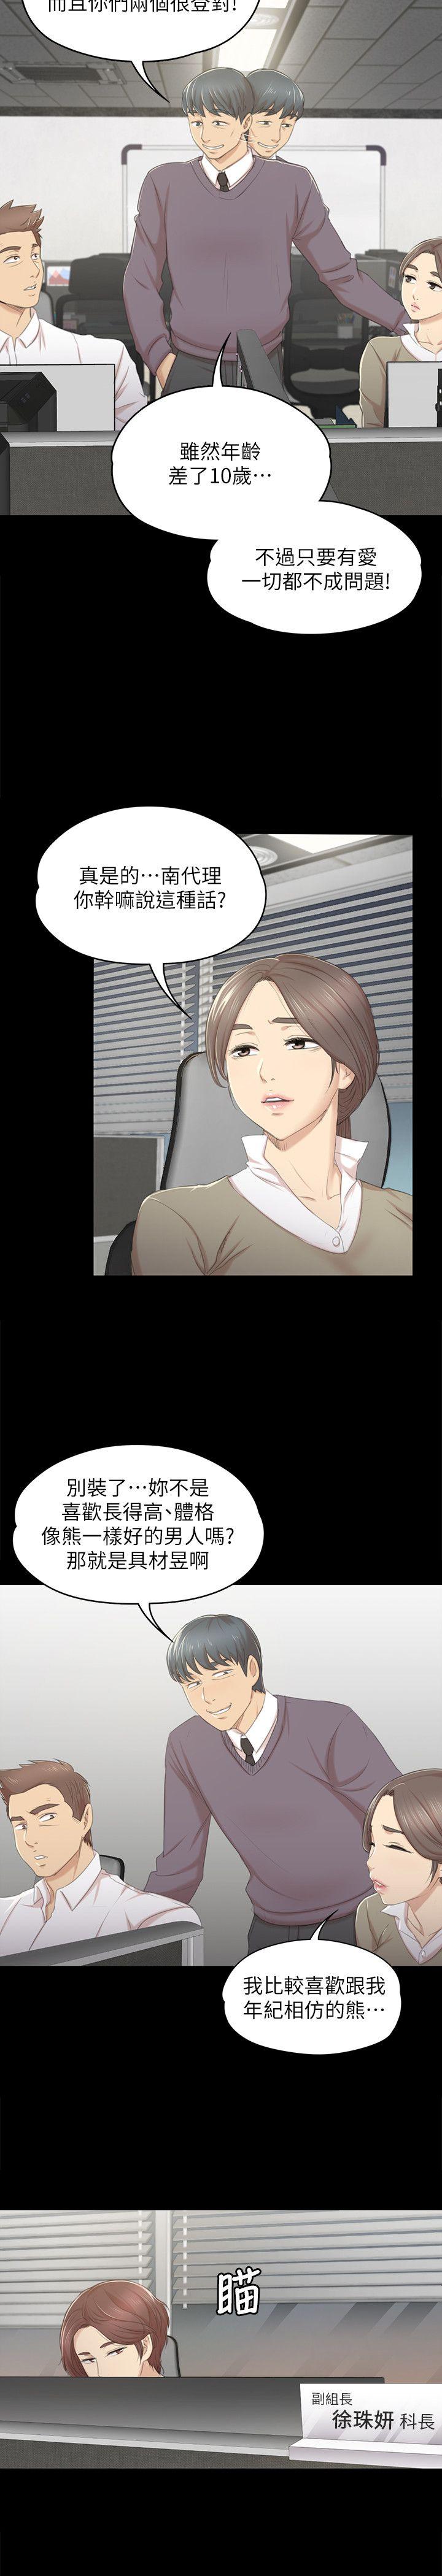 而且你們兩個很登對!
雖然年齡
差了10歲…
不過只要有愛
一切都不成問題!
真是的…南代理
你幹嘛說這種話?
別裝了…妳不是
喜歡長得高、體格
像熊一樣好的男人嗎?
那就是具材昱啊
我比較喜歡跟我
年紀相仿的熊…
瞄
副組長
徐珠妍 科長